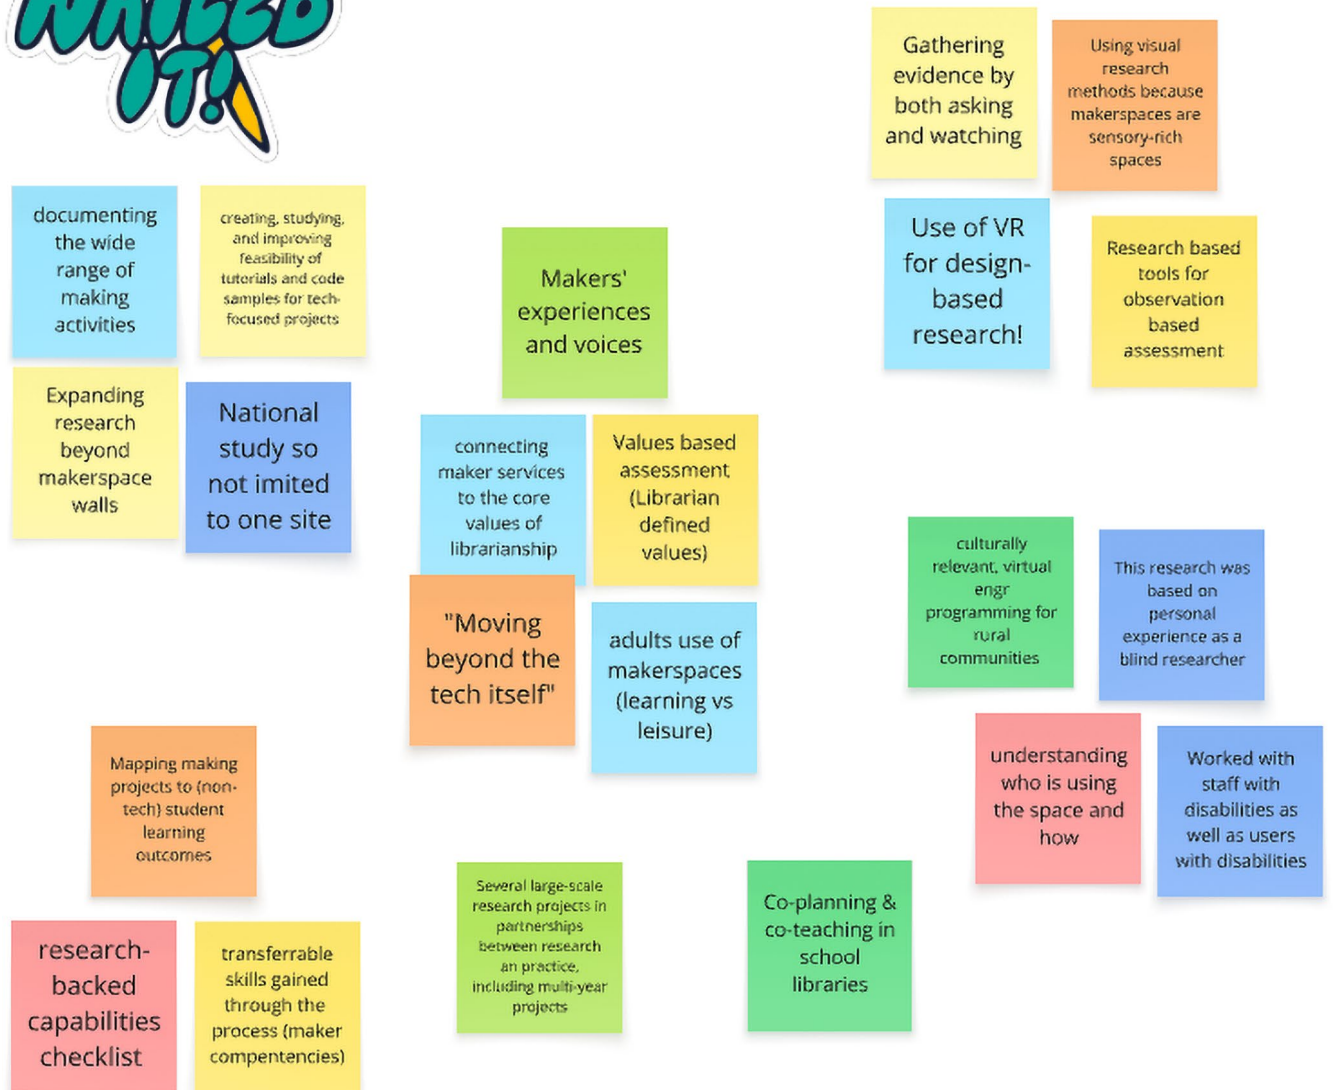 NAILED
IT!
Gathering
evidence by
both asking
and watching
Using visual
research
methods because
makerspaces are
sensory-rich
spaces
documenting
the wide
range of
making
activities
creating, studying,
and improving
feasibility of
tutorials and code
samples for tech-
focused projects
Makers'
experiences
and voices
Use of VR
for design-
based
research!
Research based
tools for
observation
based
assessment
Expanding
research
beyond
makerspace
walls
National
study so
not imited
to one site
connecting
maker services
to the core
values of
librarianship
Values based
assessment
(Librarian
defined
values)
"Moving
beyond the
tech itself"
adults use of
makerspaces
(learning vs
leisure)
culturally
relevant, virtual
engr
programming for
rural
communities
This research was
based on
personal
experience as a
blind researcher
understanding
who is using
the space and
how
Worked with
staff with
disabilities as
well as users
with disabilities
Mapping making
projects to (non-
tech) student
learning
outcomes
research-
backed
capabilities
checklist
transferrable
skills gained
through the
process (maker
compentencies)
Several large-scale
research projects in
partnerships
between research
an practice,
including multi-year
projects
Co-planning &
co-teaching in
school
libraries